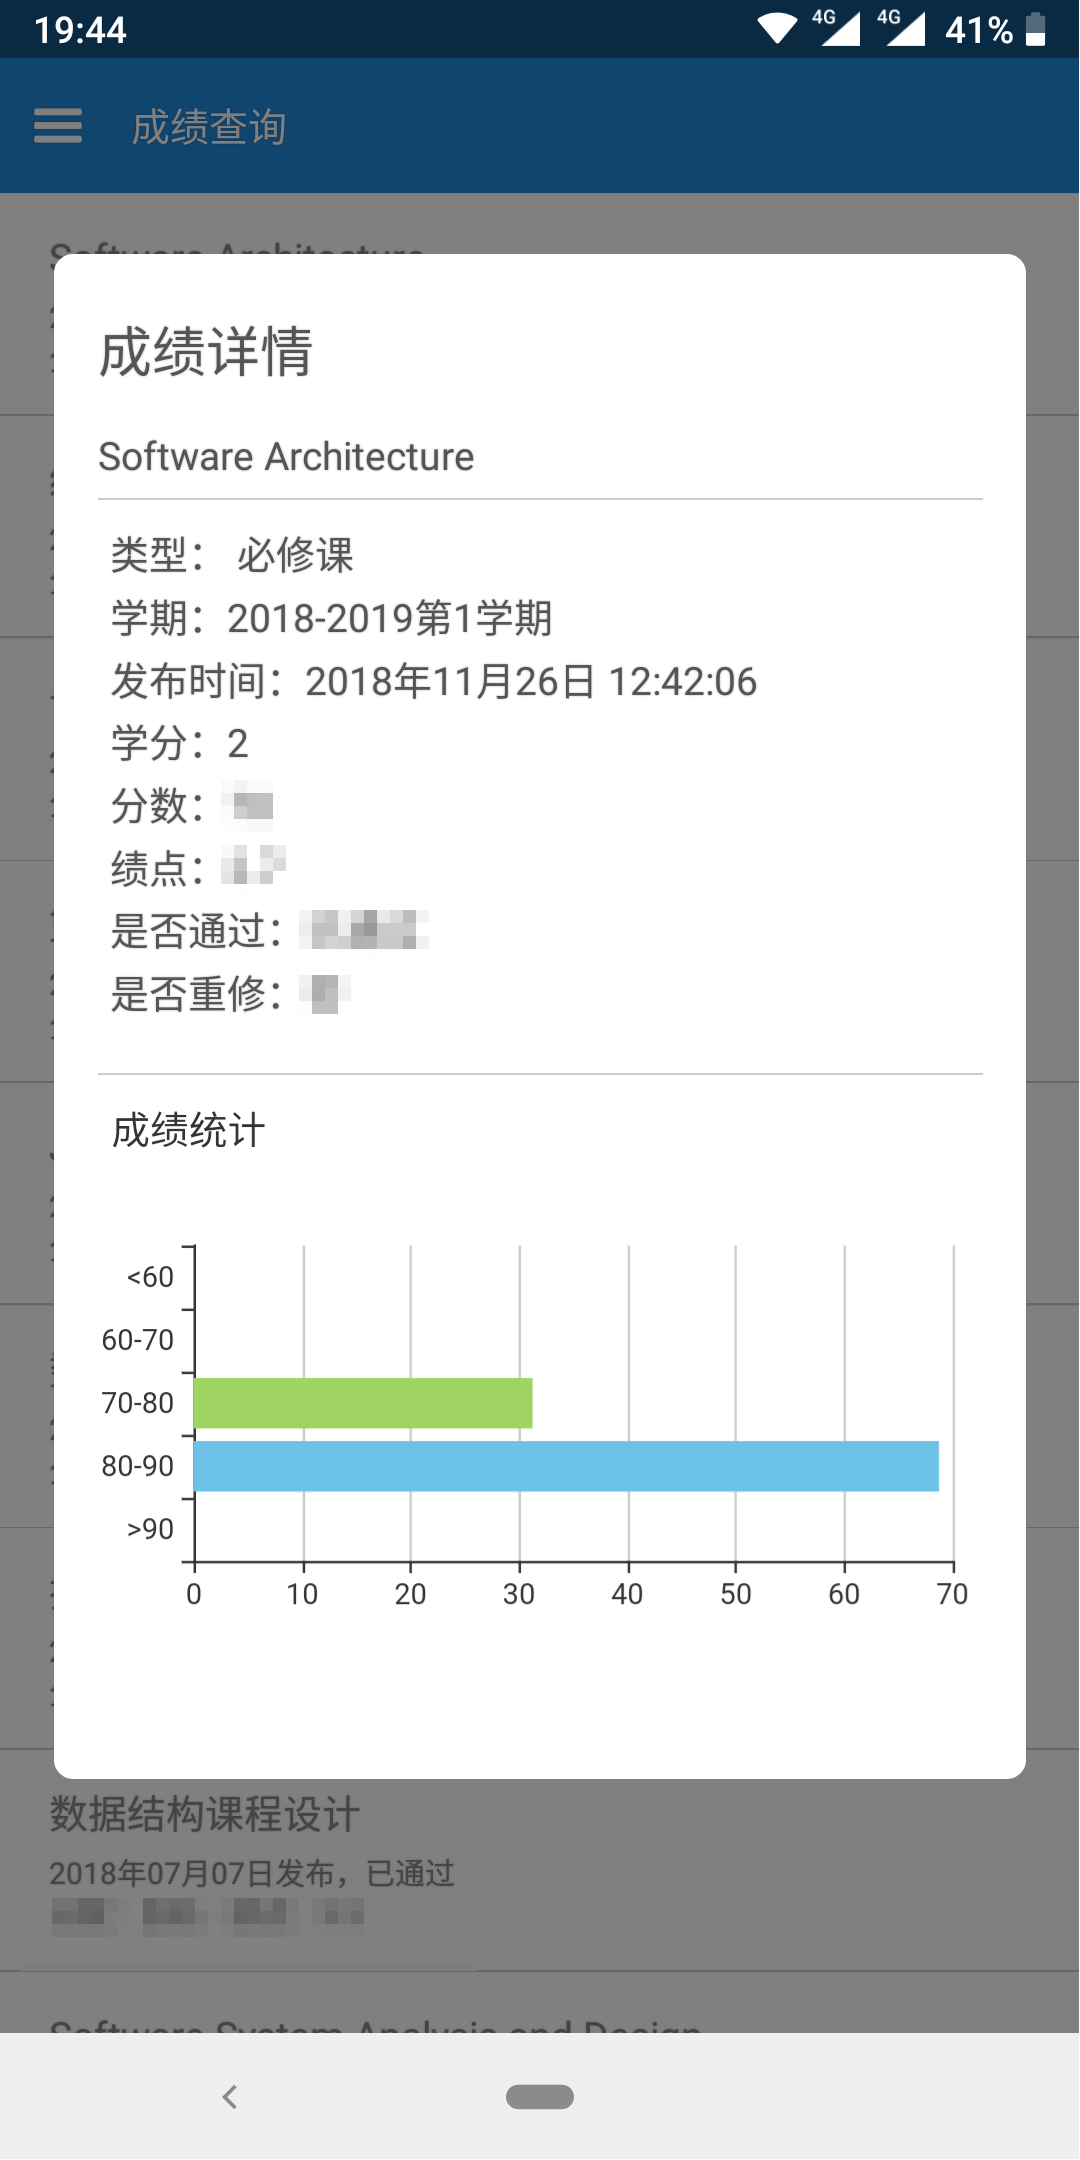 19:44
4G 4G 41%
成绩查询
Software Architecture
成绩详情
Software Architecture
类型： 必修课
学期：2018-2019第1学期
发布时间：2018年11月26日 12:42:06
学分：2
分数：
绩点：
是否通过：
是否重修：
成绩统计
<60
60-70
70-80
80-90
>90
0 10 20 30 40 50 60 70
数据结构课程设计
2018年07月07日发布，已通过
Software System Analysis and Design